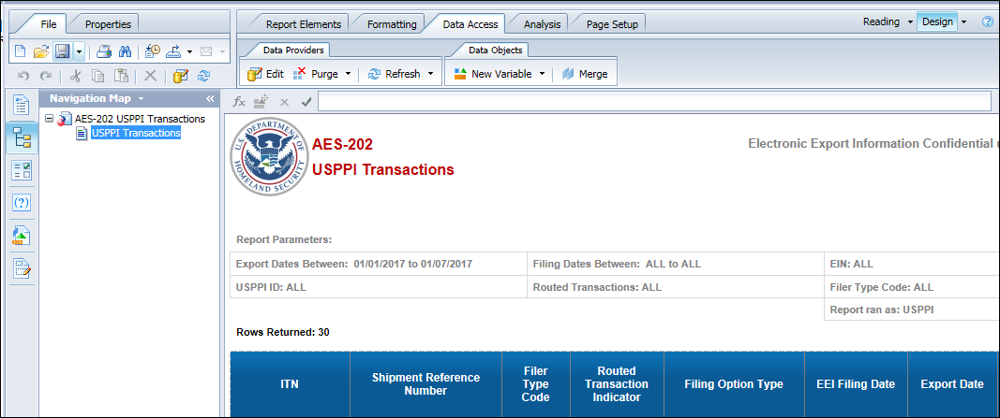 File Properties Report Elements Formatting Data Access Analysis Page Setup Reading Design
Data Providers Data Objects
Edit Purge Refresh New Variable Merge
Navigation Map
AES-202 USPPI Transactions
USPPI Transactions
U.S. DEPARTMENT OF HOMELAND SECURITY
AES-202
USPPI Transactions
Electronic Export Information Confidential
Report Parameters:
Export Dates Between: 01/01/2017 to 01/07/2017 Filing Dates Between: ALL to ALL EIN: ALL
USPPI ID: ALL Routed Transactions: ALL Filer Type Code: ALL
Report ran as: USPPI
Rows Returned: 30
ITN
Shipment Reference
Number
Filer
Type
Code
Routed
Transaction
Indicator
Filing Option Type
EEI Filing Date
Export Date